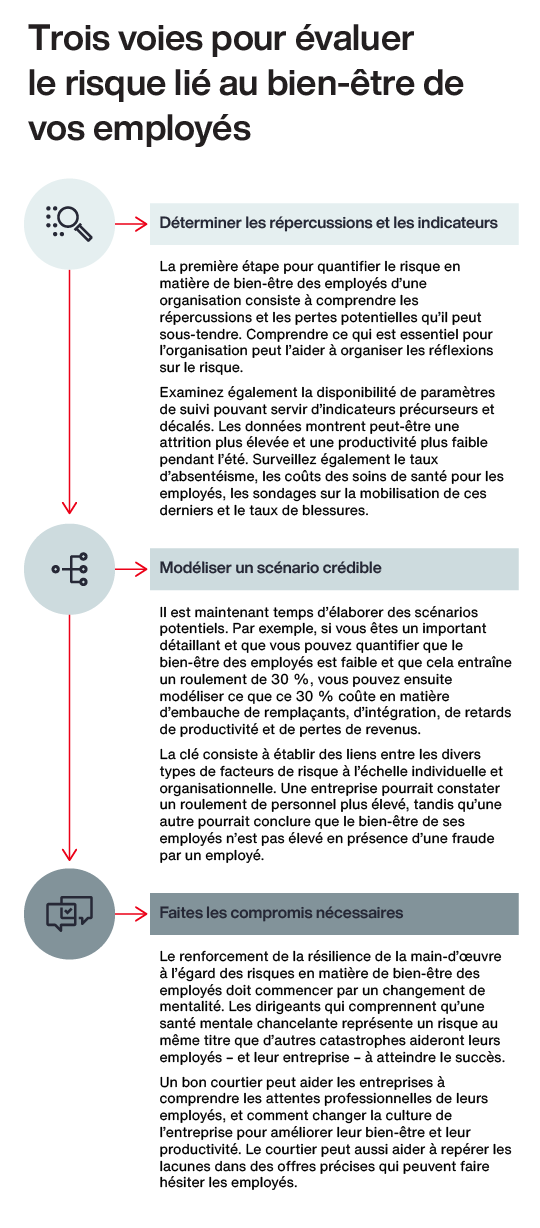 Trois voies pour évaluer
le risque lié au bien-être de
vos employés
Déterminer les répercussions et les indicateurs
La première étape pour quantifier le risque en
matière de bien-être des employés d'une
organisation consiste à comprendre les
répercussions et les pertes potentielles qu'il peut
sous-tendre. Comprendre ce qui est essentiel pour
l'organisation peut l'aider à organiser les réflexions
sur le risque.
Examinez également la disponibilité de paramètres
de suivi pouvant servir d'indicateurs précurseurs et
décalés. Les données montrent peut-être une
attrition plus élevée et une productivité plus faible
pendant l'été. Surveillez également le taux
d'absentéisme, les coûts des soins de santé pour les
employés, les sondages sur la mobilisation de ces
derniers et le taux de blessures.
Modéliser un scénario crédible
Il est maintenant temps d'élaborer des scénarios
potentiels. Par exemple, si vous êtes un important
détaillant et que vous pouvez quantifier que le
bien-être des employés est faible et que cela entraîne
un roulement de 30 %, vous pouvez ensuite
modéliser ce que ce 30 % coûte en matière
d'embauche de remplaçants, d'intégration, de retards
de productivité et de pertes de revenus.
La clé consiste à établir des liens entre les divers
types de facteurs de risque à l'échelle individuelle et
organisationnelle. Une entreprise pourrait constater
un roulement de personnel plus élevé, tandis qu'une
autre pourrait conclure que le bien-être de ses
employés n'est pas élevé en présence d'une fraude
par un employé.
Faites les compromis nécessaires
Le renforcement de la résilience de la main-d'œuvre
à l'égard des risques en matière de bien-être des
employés doit commencer par un changement de
mentalité. Les dirigeants qui comprennent qu'une
santé mentale chancelante représente un risque au
même titre que d'autres catastrophes aideront leurs
employés – et leur entreprise – à atteindre le succès.
Un bon courtier peut aider les entreprises à
comprendre les attentes professionnelles de leurs
employés, et comment changer la culture de
l'entreprise pour améliorer leur bien-être et leur
productivité. Le courtier peut aussi aider à repérer les
lacunes dans des offres précises qui peuvent faire
hésiter les employés.